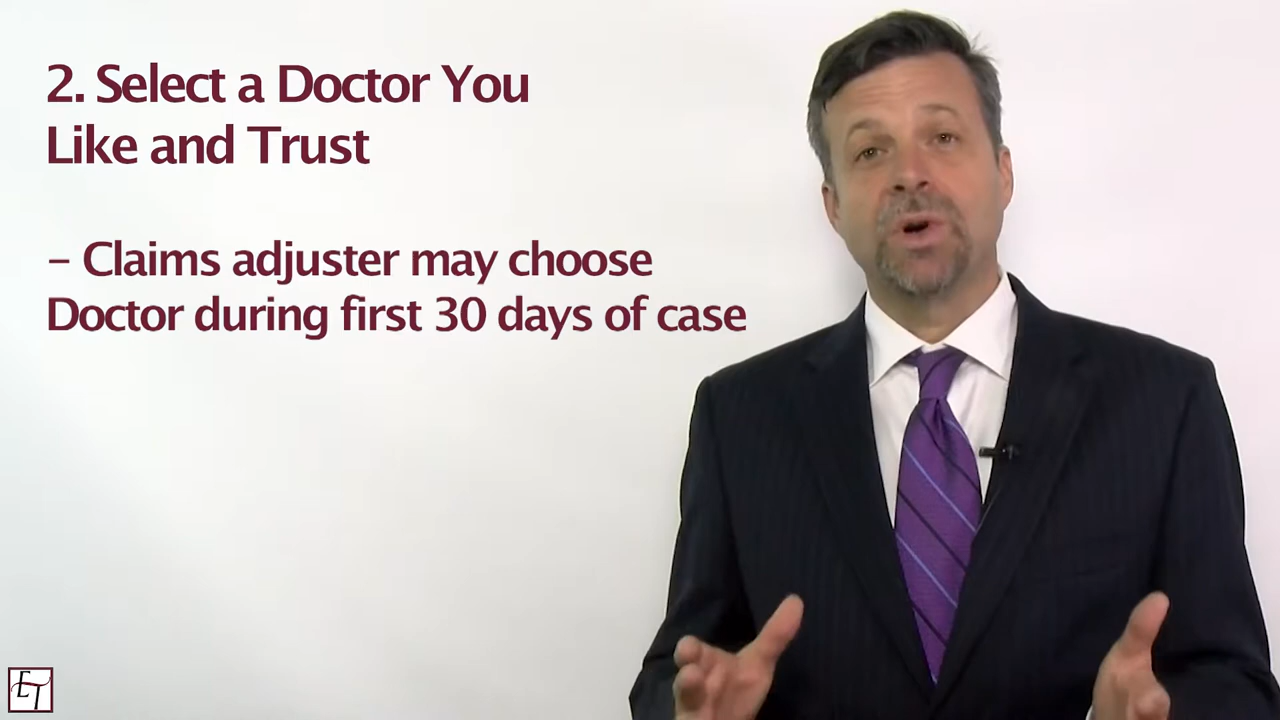 2. Select a Doctor You
Like and Trust
– Claims adjuster may choose
Doctor during first 30 days of case
ET